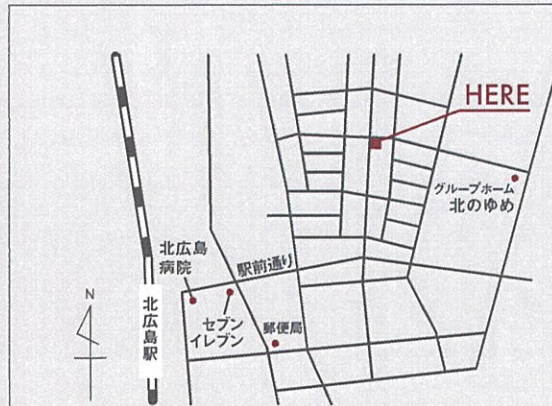 HERE
グループホーム
北のゆめ
北広島
病院
駅前通り
セブン
イレブン
郵便局
北広島駅
N